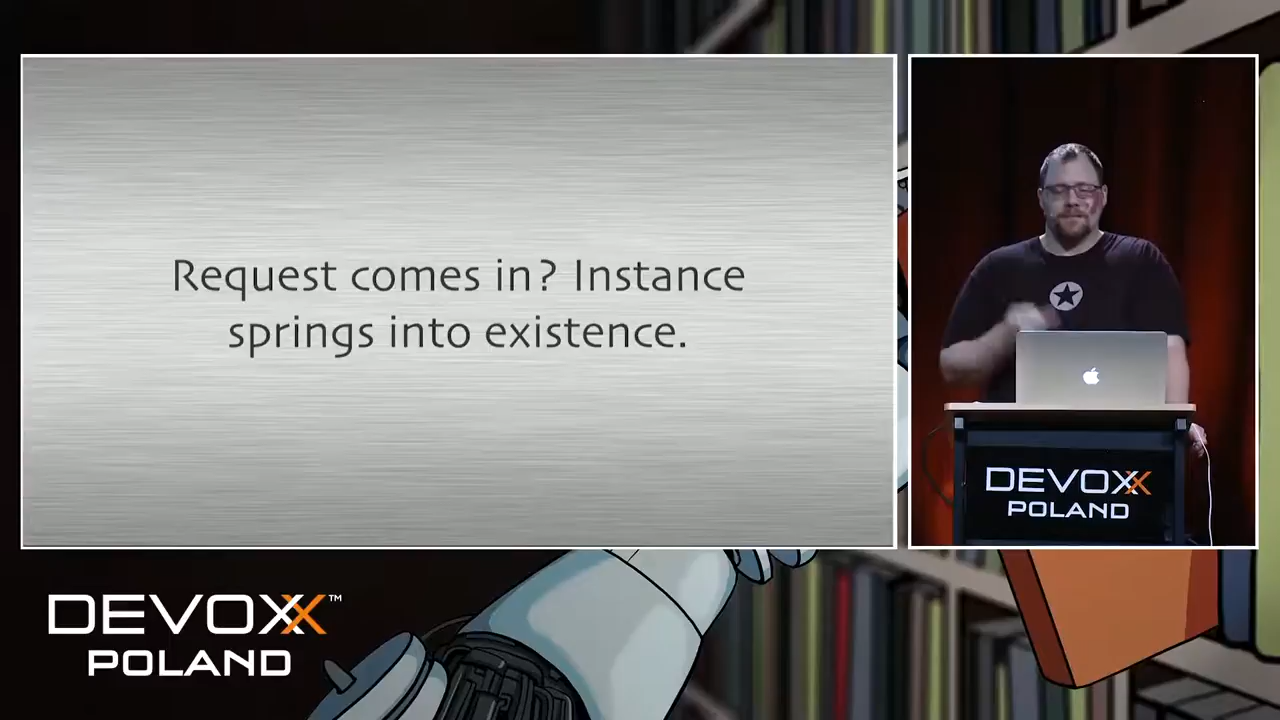 Request comes in? Instance
springs into existence.
DEVOXX
POLAND
DEVOXX™
POLAND